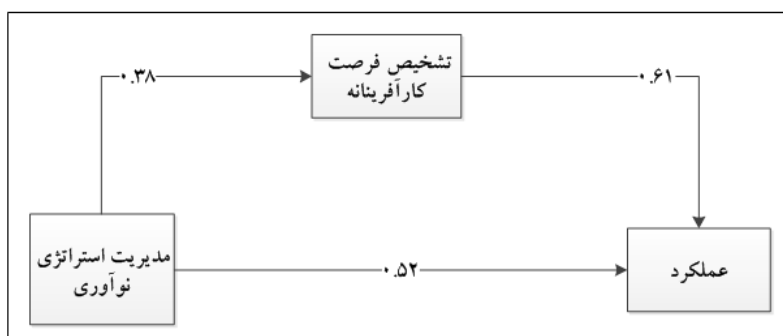 تشخیص فرصت
کارآفرینانه
۰.۳۸
۰.۶۱
مدیریت استراتژی
نوآوری
۰.۵۲
عملکرد